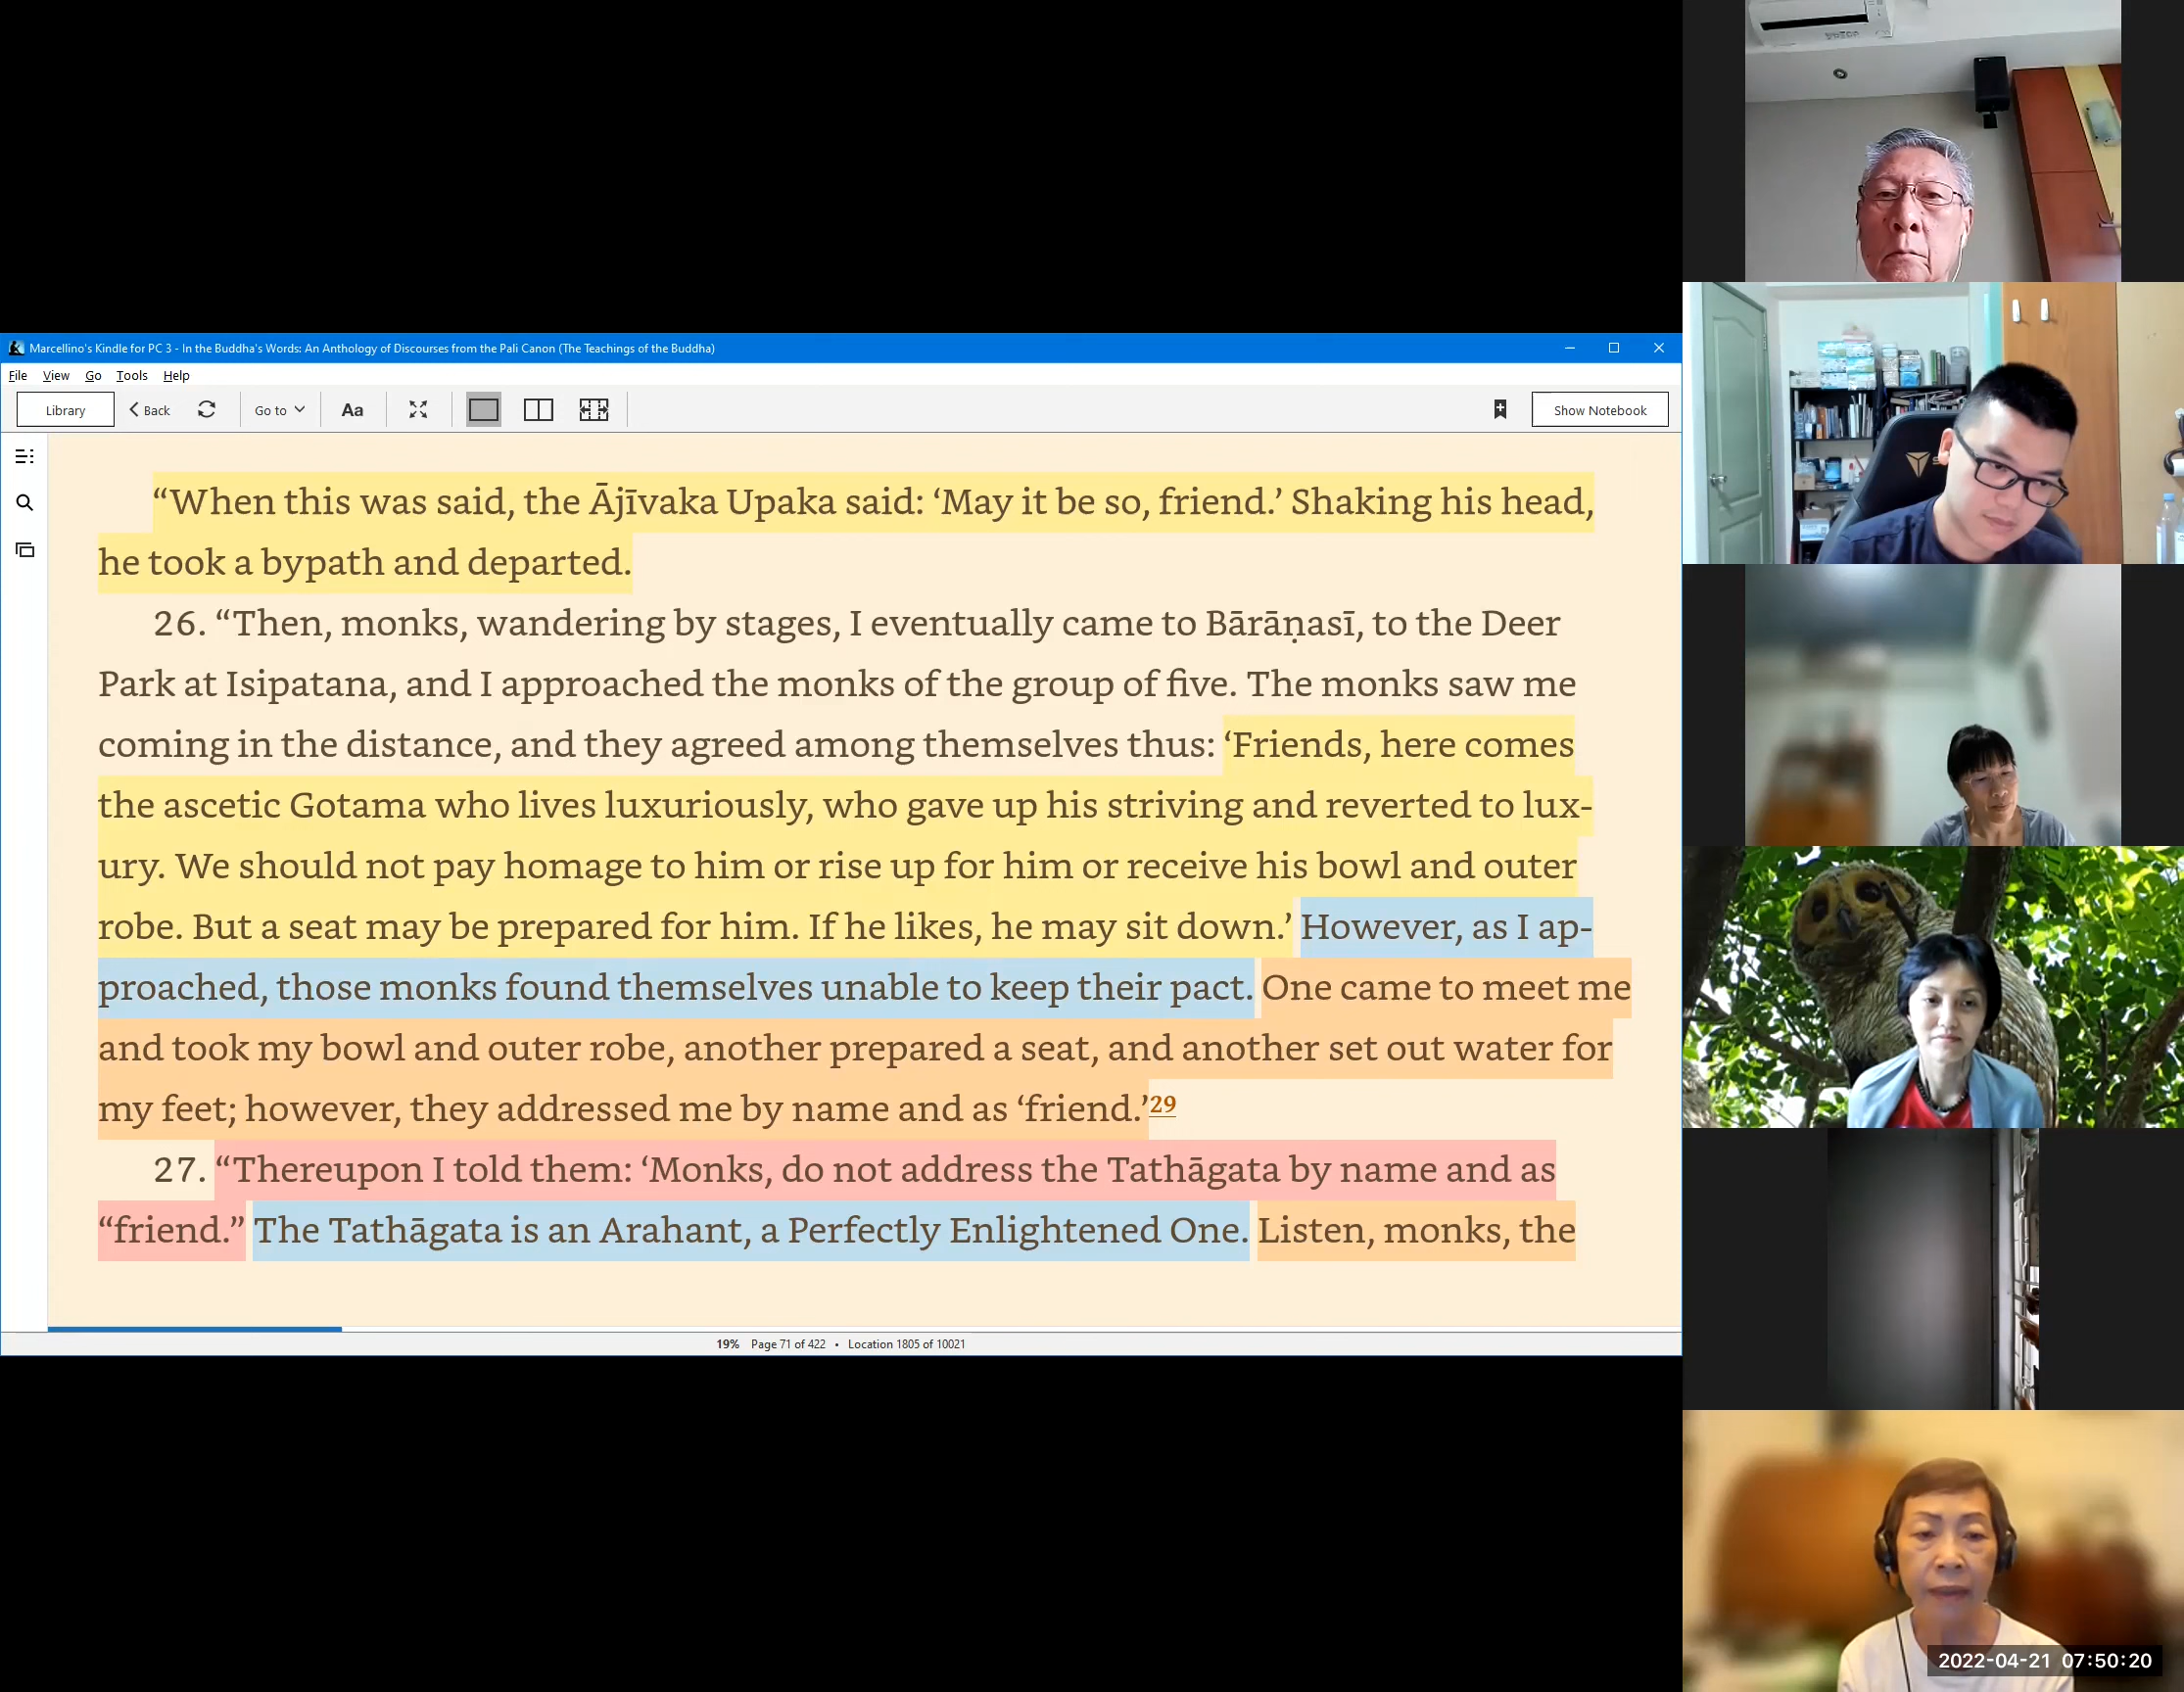 Marcellino's Kindle for PC 3 - In the Buddha's Words: An Anthology of Discourses from the Pali Canon (The Teachings of the Buddha)
File View Go Tools Help
Library Back Go to Aa Show Notebook
“When this was said, the Ājīvaka Upaka said: ‘May it be so, friend.’ Shaking his head,
he took a bypath and departed.
26. “Then, monks, wandering by stages, I eventually came to Bārāṇasī, to the Deer
Park at Isipatana, and I approached the monks of the group of five. The monks saw me
coming in the distance, and they agreed among themselves thus: ‘Friends, here comes
the ascetic Gotama who lives luxuriously, who gave up his striving and reverted to lux-
ury. We should not pay homage to him or rise up for him or receive his bowl and outer
robe. But a seat may be prepared for him. If he likes, he may sit down.’ However, as I ap-
proached, those monks found themselves unable to keep their pact. One came to meet me
and took my bowl and outer robe, another prepared a seat, and another set out water for
my feet; however, they addressed me by name and as ‘friend.’29
27. “Thereupon I told them: ‘Monks, do not address the Tathāgata by name and as
“friend.” The Tathāgata is an Arahant, a Perfectly Enlightened One. Listen, monks, the
19% Page 71 of 422 • Location 1805 of 10021
2022-04-21 07:50:20